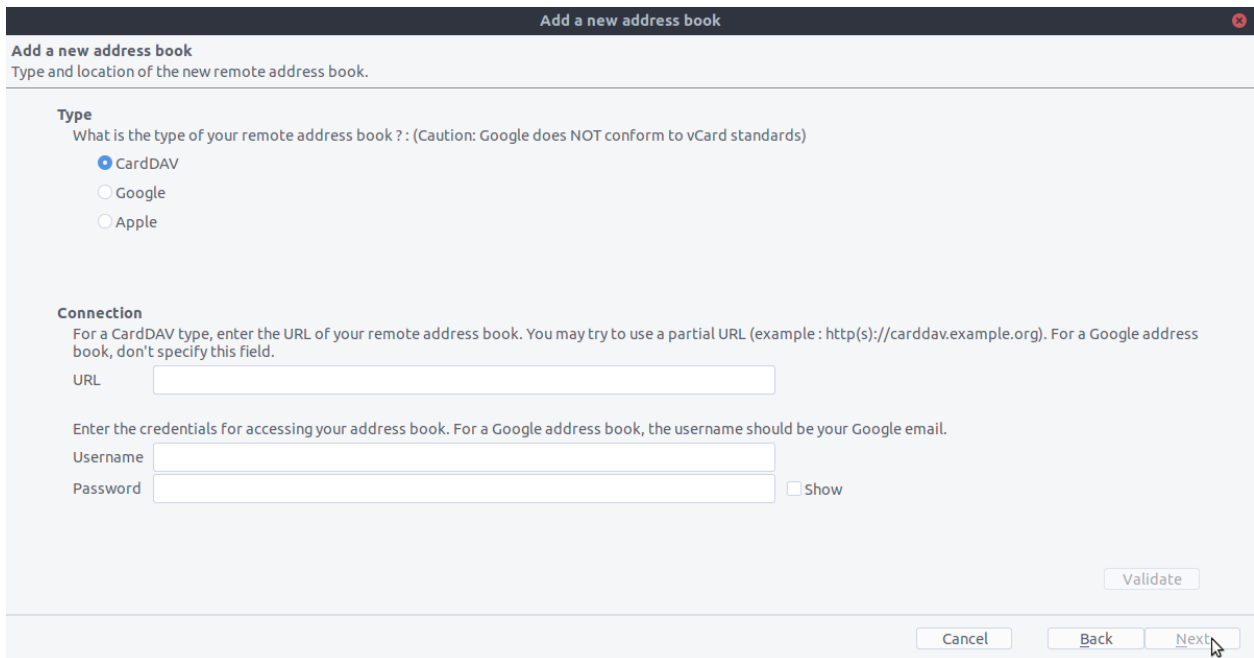 Add a new address book
Add a new address book
Type and location of the new remote address book.
Type
What is the type of your remote address book ? : (Caution: Google does NOT conform to vCard standards)
CardDAV
Google
Apple
Connection
For a CardDAV type, enter the URL of your remote address book. You may try to use a partial URL (example : http(s)://carddav.example.org). For a Google address
book, don't specify this field.
URL
Enter the credentials for accessing your address book. For a Google address book, the username should be your Google email.
Username
Password
Show
Validate
Cancel
Back
Next